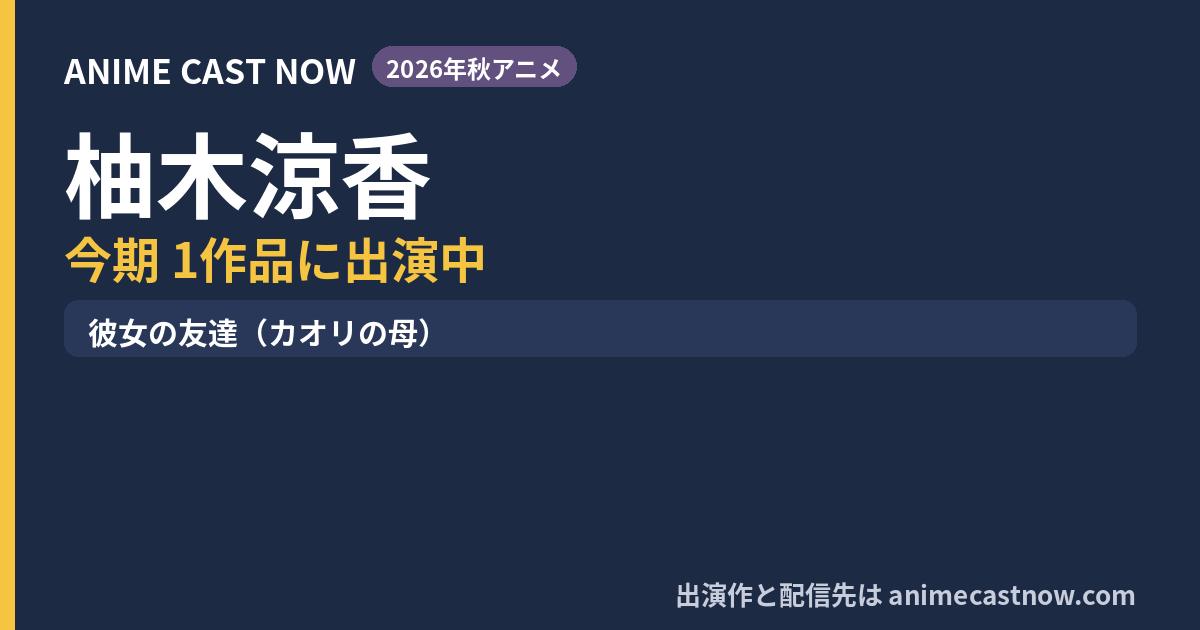 ANIME CAST NOW 2026年秋アニメ
柚木涼香
今期 1作品に出演中
彼女の友達（カオリの母）
出演作と配信先は animecastnow.com